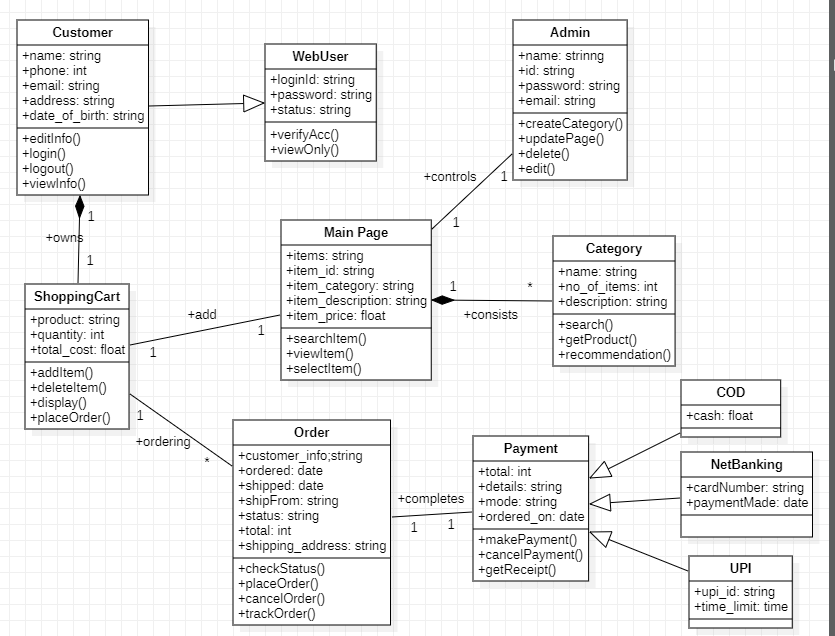 Customer
+name: string
+phone: int
+email: string
+address: string
+date_of_birth: string
+editInfo()
+login()
+logout()
+viewInfo()
WebUser
+loginId: string
+password: string
+status: string
+verifyAcc()
+viewOnly()
Admin
+name: strinng
+id: string
+password: string
+email: string
+createCategory()
+updatePage()
+delete()
+edit()
+controls
1
1
1
+owns
1
Main Page
+items: string
+item_id: string
+item_category: string
+item_description: string
+item_price: float
+searchItem()
+viewItem()
+selectItem()
Category
+name: string
+no_of_items: int
+description: string
+search()
+getProduct()
+recommendation()
1
*
+consists
ShoppingCart
+product: string
+quantity: int
+total_cost: float
+addItem()
+deleteItem()
+display()
+placeOrder()
+add
1
1
1
+ordering
*
Order
+customer_info;string
+ordered: date
+shipped: date
+shipFrom: string
+status: string
+total: int
+shipping_address: string
+checkStatus()
+placeOrder()
+cancelOrder()
+trackOrder()
+completes
1
1
Payment
+total: int
+details: string
+mode: string
+ordered_on: date
+makePayment()
+cancelPayment()
+getReceipt()
COD
+cash: float
NetBanking
+cardNumber: string
+paymentMade: date
UPI
+upi_id: string
+time_limit: time